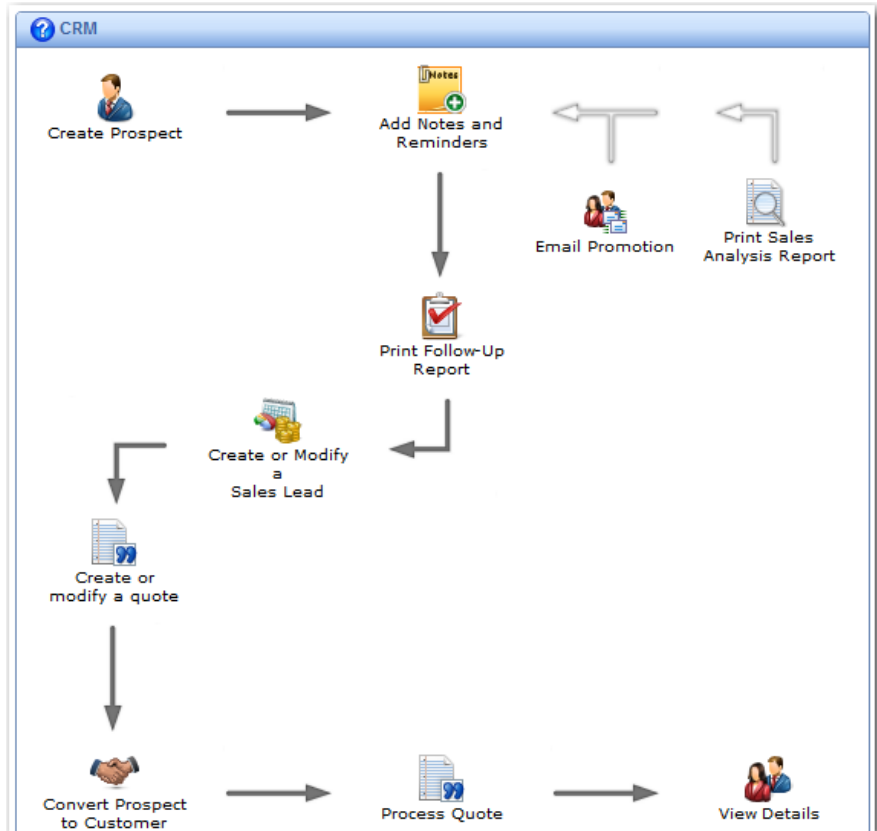 CRM
Create Prospect
Notes
Add Notes and
Reminders
Email Promotion
Print Sales
Analysis Report
Print Follow-Up
Report
Create or Modify
a
Sales Lead
Create or
modify a quote
Convert Prospect
to Customer
Process Quote
View Details